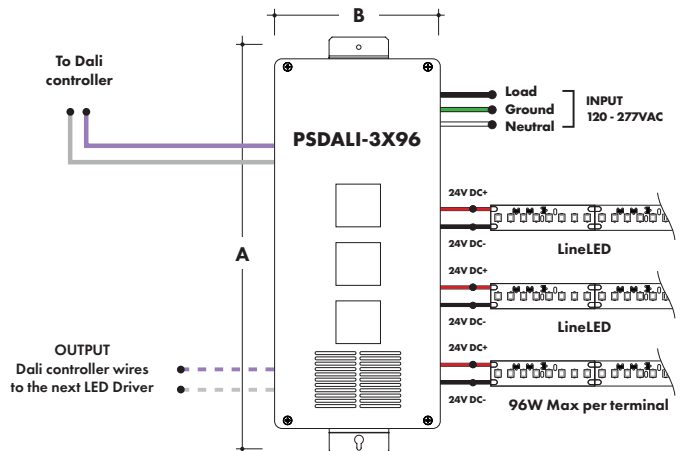 B
To Dali
controller
Load
Ground
Neutral
INPUT
120 - 277VAC
PSDALI-3X96
24V DC+
24V DC-
LineLED
A
24V DC+
24V DC-
LineLED
OUTPUT
Dali controller wires
to the next LED Driver
24V DC+
24V DC-
96W Max per terminal